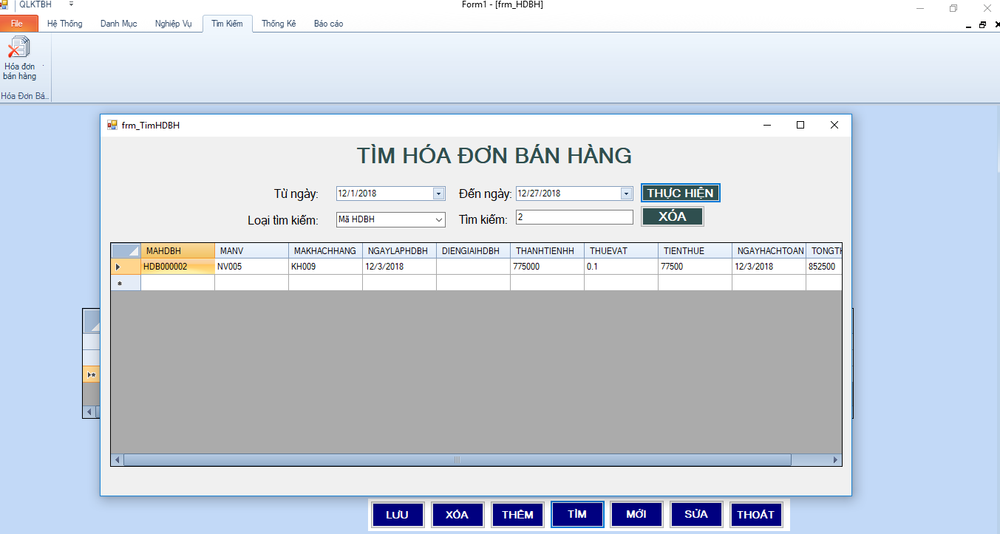 QLKTBH
Form1 - [frm_HDBH]
File Hệ Thống Danh Mục Nghiệp Vụ Tìm Kiếm Thống Kê Báo cáo
Hóa đơn
bán hàng
Hóa Đơn Bá...
frm_TimHDBH
TÌM HÓA ĐƠN BÁN HÀNG
Từ ngày: 12/1/2018 Đến ngày: 12/27/2018 THỰC HIỆN
Loại tìm kiếm: Mã HDBH Tìm kiếm: 2 XÓA
MAHDBH MANV MAKHACHHANG NGAYLAPHDBH DIENGIAIHDBH THANHTIENHH THUEVAT TIENTHUE NGAYHACHTOAN TONGTH
HDB000002 NV005 KH009 12/3/2018 775000 0.1 77500 12/3/2018 852500
LƯU XÓA THÊM TÌM MỚI SỬA THOÁT